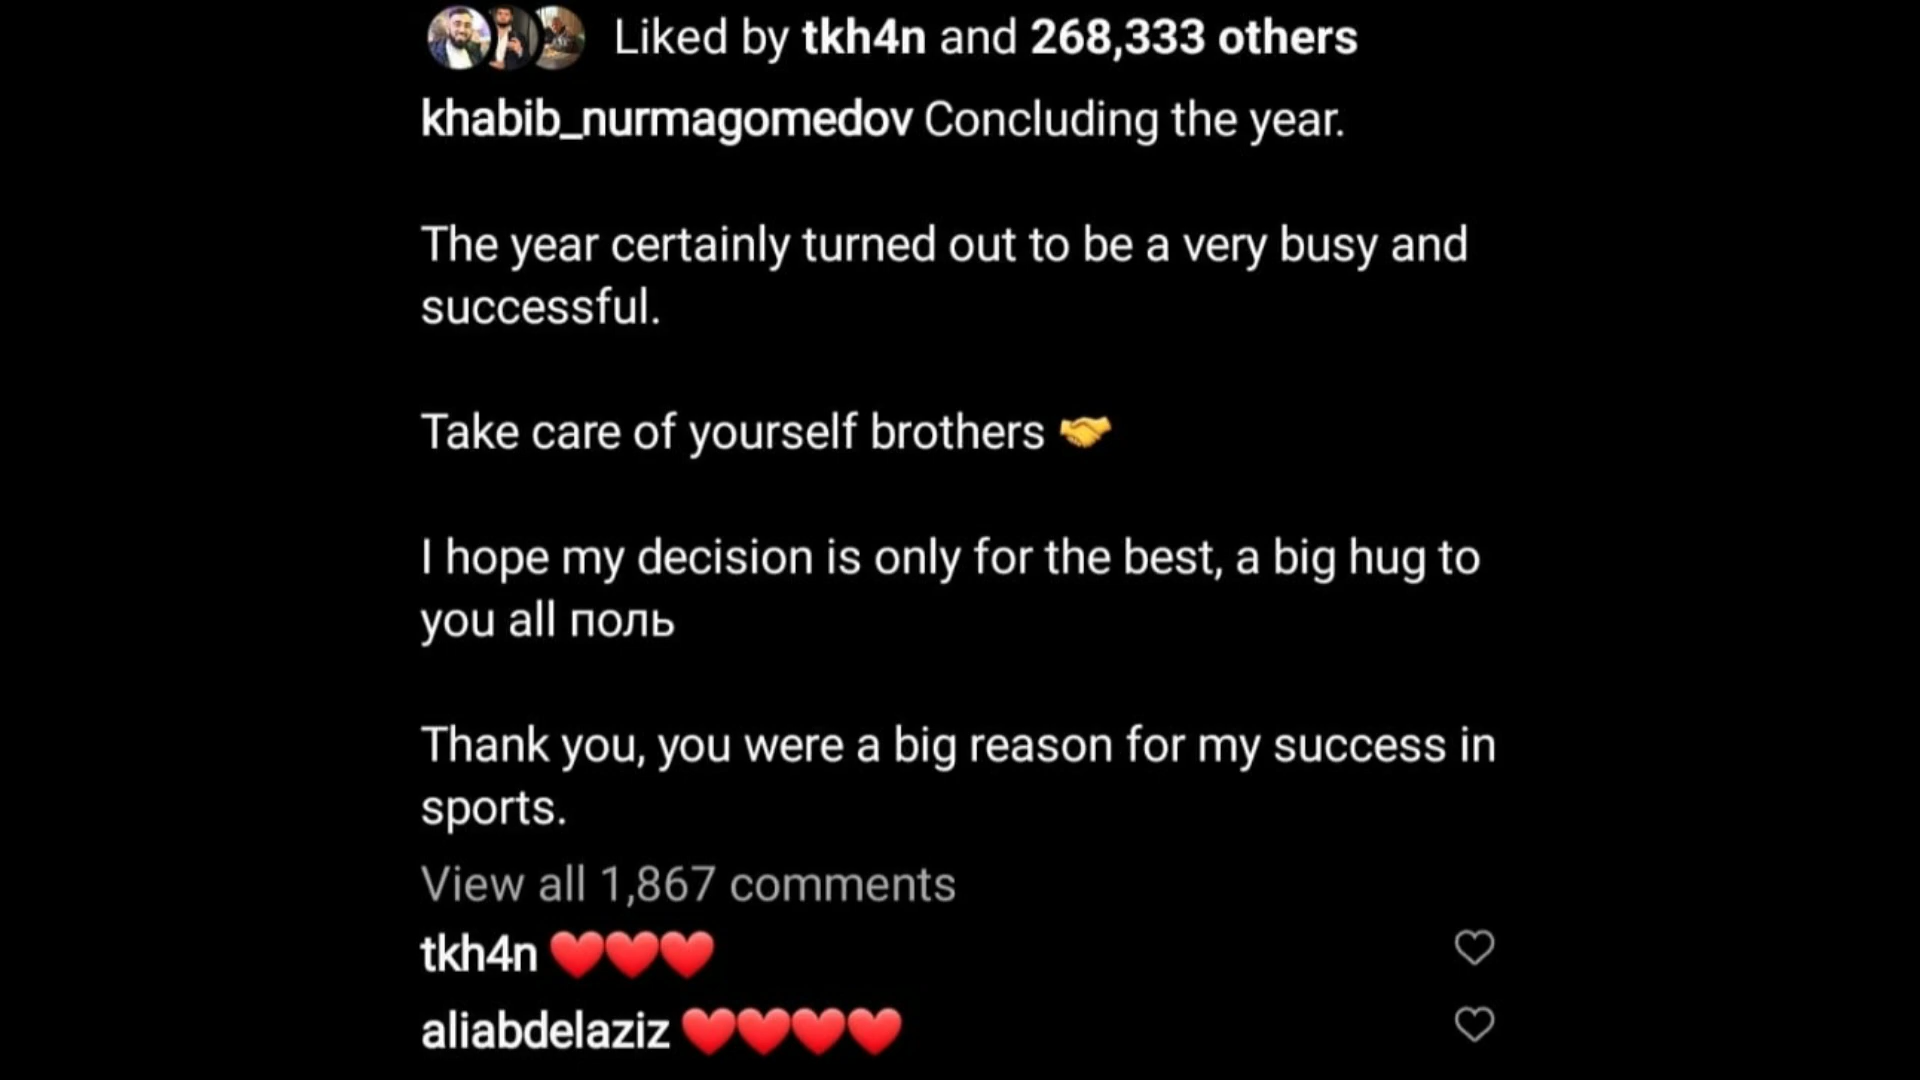 Liked by tkh4n and 268,333 others
khabib_nurmagomedov Concluding the year.
The year certainly turned out to be a very busy and
successful.
Take care of yourself brothers 🤝
I hope my decision is only for the best, a big hug to
you all поль
Thank you, you were a big reason for my success in
sports.
View all 1,867 comments
tkh4n ❤️❤️❤️
aliabdelaziz ❤️❤️❤️❤️